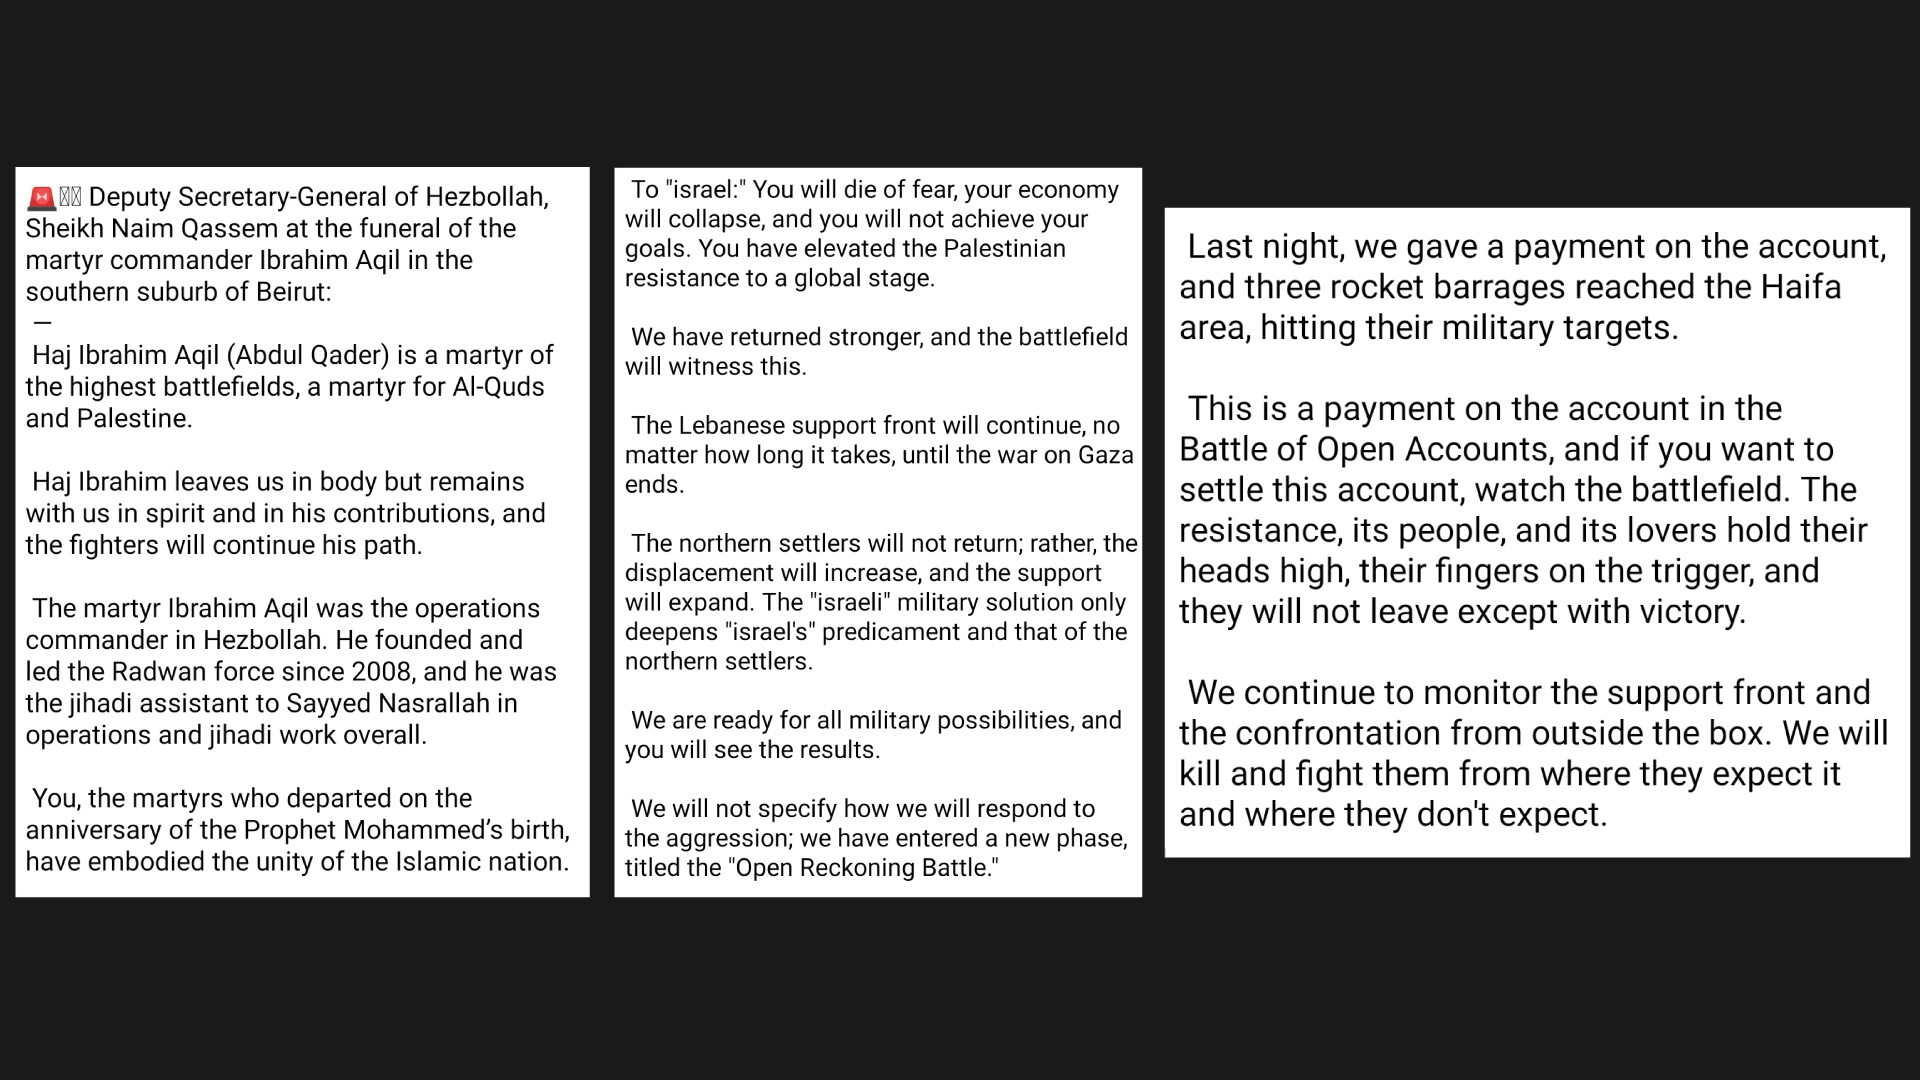 🚨 Deputy Secretary-General of Hezbollah,
Sheikh Naim Qassem at the funeral of the
martyr commander Ibrahim Aqil in the
southern suburb of Beirut:
—
Haj Ibrahim Aqil (Abdul Qader) is a martyr of
the highest battlefields, a martyr for Al-Quds
and Palestine.
Haj Ibrahim leaves us in body but remains
with us in spirit and in his contributions, and
the fighters will continue his path.
The martyr Ibrahim Aqil was the operations
commander in Hezbollah. He founded and
led the Radwan force since 2008, and he was
the jihadi assistant to Sayyed Nasrallah in
operations and jihadi work overall.
You, the martyrs who departed on the
anniversary of the Prophet Mohammed’s birth,
have embodied the unity of the Islamic nation.
To "israel:" You will die of fear, your economy
will collapse, and you will not achieve your
goals. You have elevated the Palestinian
resistance to a global stage.
We have returned stronger, and the battlefield
will witness this.
The Lebanese support front will continue, no
matter how long it takes, until the war on Gaza
ends.
The northern settlers will not return; rather, the
displacement will increase, and the support
will expand. The "israeli" military solution only
deepens "israel's" predicament and that of the
northern settlers.
We are ready for all military possibilities, and
you will see the results.
We will not specify how we will respond to
the aggression; we have entered a new phase,
titled the "Open Reckoning Battle."
Last night, we gave a payment on the account,
and three rocket barrages reached the Haifa
area, hitting their military targets.
This is a payment on the account in the
Battle of Open Accounts, and if you want to
settle this account, watch the battlefield. The
resistance, its people, and its lovers hold their
heads high, their fingers on the trigger, and
they will not leave except with victory.
We continue to monitor the support front and
the confrontation from outside the box. We will
kill and fight them from where they expect it
and where they don't expect.